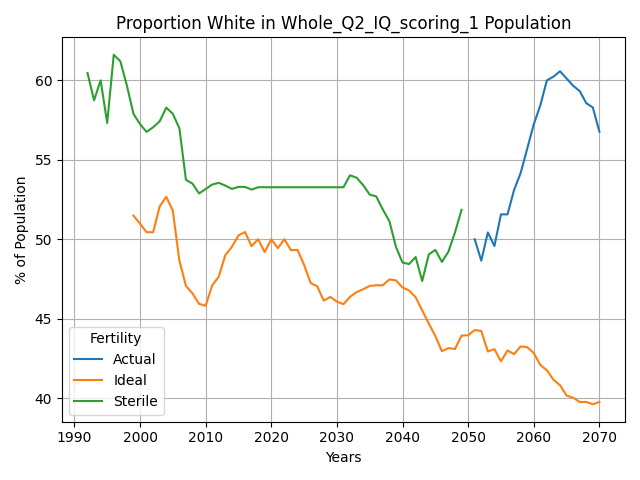 Proportion White in Whole_Q2_IQ_scoring_1 Population
% of Population
60
55
50
45
40
Fertility
Actual
Ideal
Sterile
1990 2000 2010 2020 2030 2040 2050 2060 2070
Years